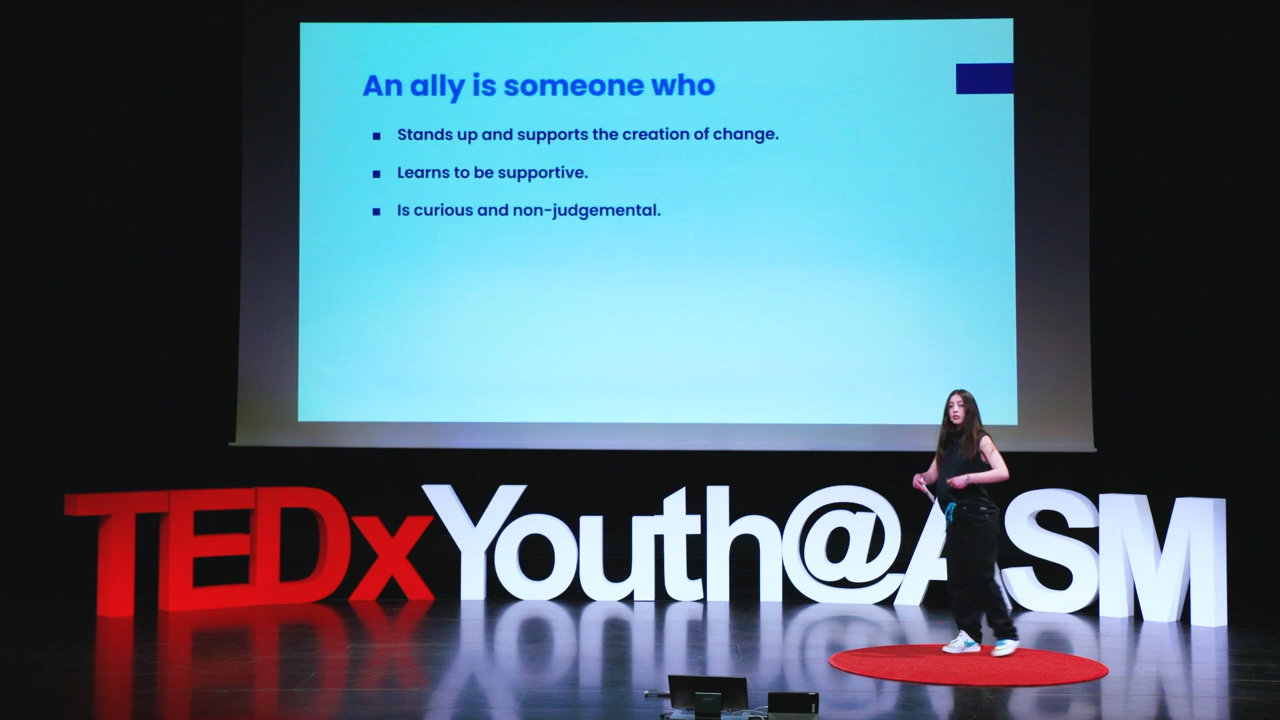 An ally is someone who
▪ Stands up and supports the creation of change.
▪ Learns to be supportive.
▪ Is curious and non-judgemental.
TEDxYouth@ASM